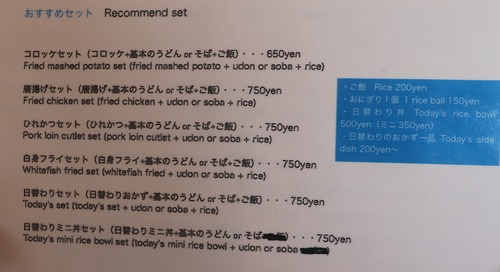 おすすめセット Recommend set
コロッケセット（コロッケ+基本のうどん or そば+ご飯）・・・650yen
Fried mashed potato set (fried mashed potato + udon or soba + rice)
唐揚げセット（唐揚げ+基本のうどん or そば+ご飯）・・・750yen
Fried chicken set (fried chicken + udon or soba + rice)
ひれかつセット（ひれかつ+基本のうどん or そば+ご飯）・・・750yen
Pork loin cutlet set (pork loin cutlet + udon or soba + rice)
白身フライセット（白身フライ+基本のうどん or そば+ご飯）・・・750yen
Whitefish fried set (whitefish fried + udon or soba + rice)
日替わりセット（日替わりおかず+基本のうどん or そば+ご飯）・・・750yen
Today's set (today's set + udon or soba + rice)
日替わりミニ丼セット（日替わりミニ丼+基本のうどん or そば）・・・750yen
Today's mini rice bowl set (today's mini rice bowl + udon or soba
・ご飯 Rice 200yen
・おにぎり1個 1 rice ball 150yen
・日替わり丼 Today's rice bowl
500yen（ミニ350yen）
・日替わりのおかず一品 Today's side
dish 200yen～